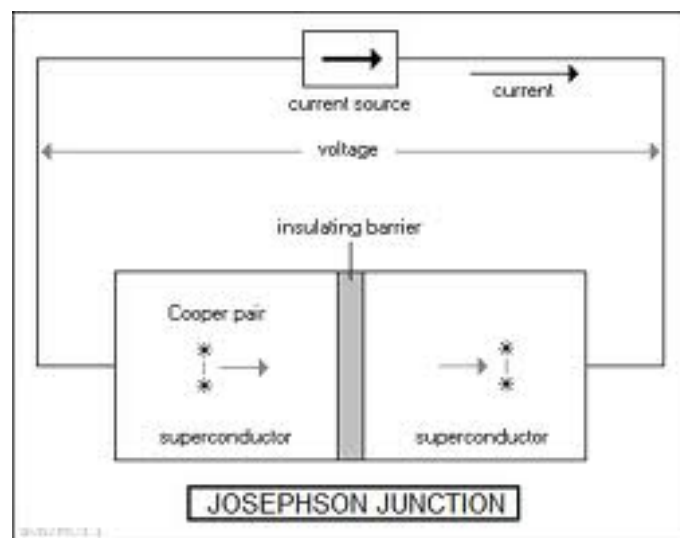 current source
current
voltage
insulating barrier
Cooper pair
superconductor
superconductor
JOSEPHSON JUNCTION